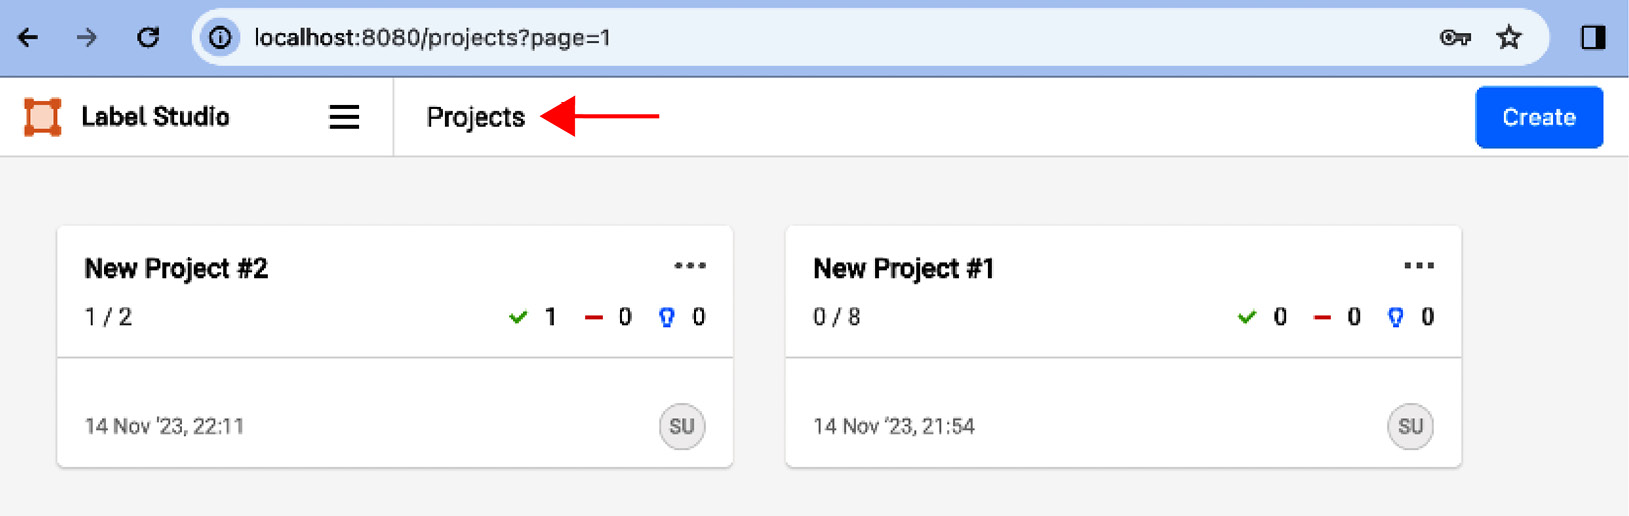 localhost:8080/projects?page=1
Label Studio
Projects
Create
New Project #2
1 / 2
1 0 0
14 Nov '23, 22:11
SU
New Project #1
0 / 8
0 0 0
14 Nov '23, 21:54
SU